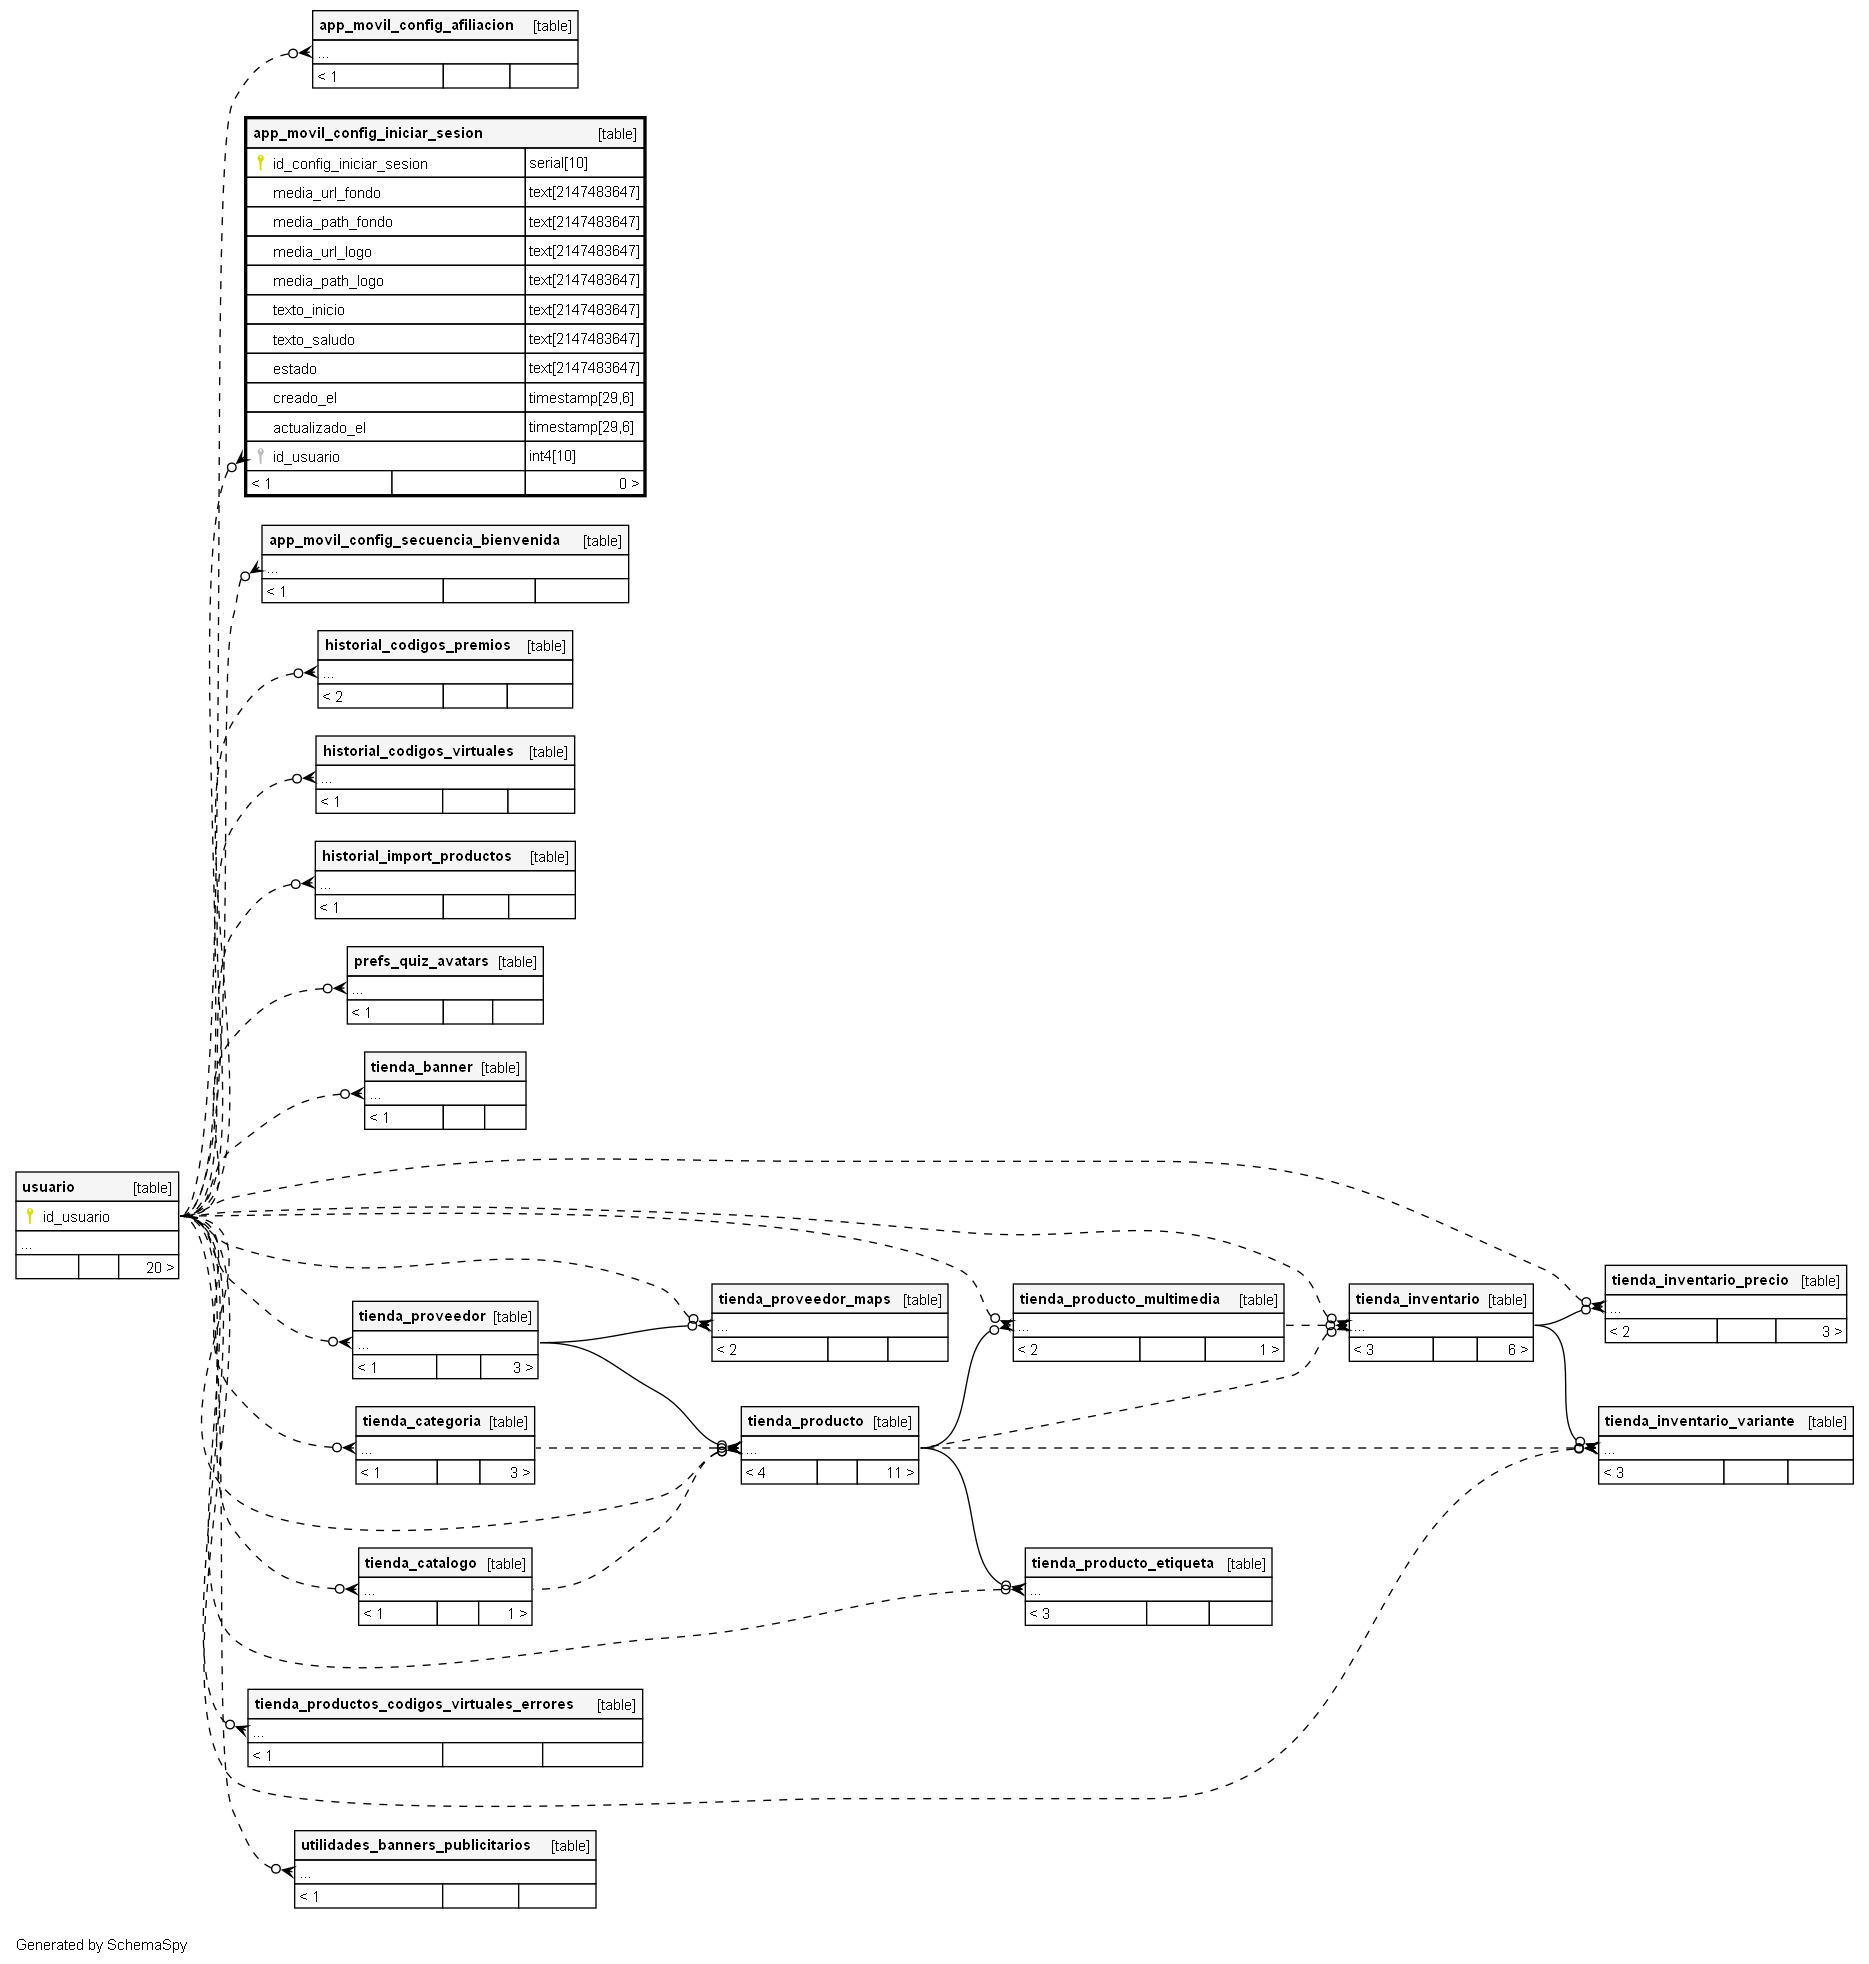 app_movil_config_afiliacion [table]
...
< 1
app_movil_config_iniciar_sesion [table]
id_config_iniciar_sesion serial[10]
media_url_fondo text[2147483647]
media_path_fondo text[2147483647]
media_url_logo text[2147483647]
media_path_logo text[2147483647]
texto_inicio text[2147483647]
texto_saludo text[2147483647]
estado text[2147483647]
creado_el timestamp[29,6]
actualizado_el timestamp[29,6]
id_usuario int4[10]
< 1 0 >
app_movil_config_secuencia_bienvenida [table]
...
< 1
historial_codigos_premios [table]
...
< 2
historial_codigos_virtuales [table]
...
< 1
historial_import_productos [table]
...
< 1
prefs_quiz_avatars [table]
...
< 1
tienda_banner [table]
...
< 1
usuario [table]
id_usuario
...
20 >
tienda_proveedor [table]
...
< 1 3 >
tienda_proveedor_maps [table]
...
< 2
tienda_producto_multimedia [table]
...
< 2 1 >
tienda_inventario [table]
...
< 3 6 >
tienda_inventario_precio [table]
...
< 2 3 >
tienda_categoria [table]
...
< 1 3 >
tienda_producto [table]
...
< 4 11 >
tienda_inventario_variante [table]
...
< 3
tienda_catalogo [table]
...
< 1 1 >
tienda_producto_etiqueta [table]
...
< 3
tienda_productos_codigos_virtuales_errores [table]
...
< 1
utilidades_banners_publicitarios [table]
...
< 1
Generated by SchemaSpy